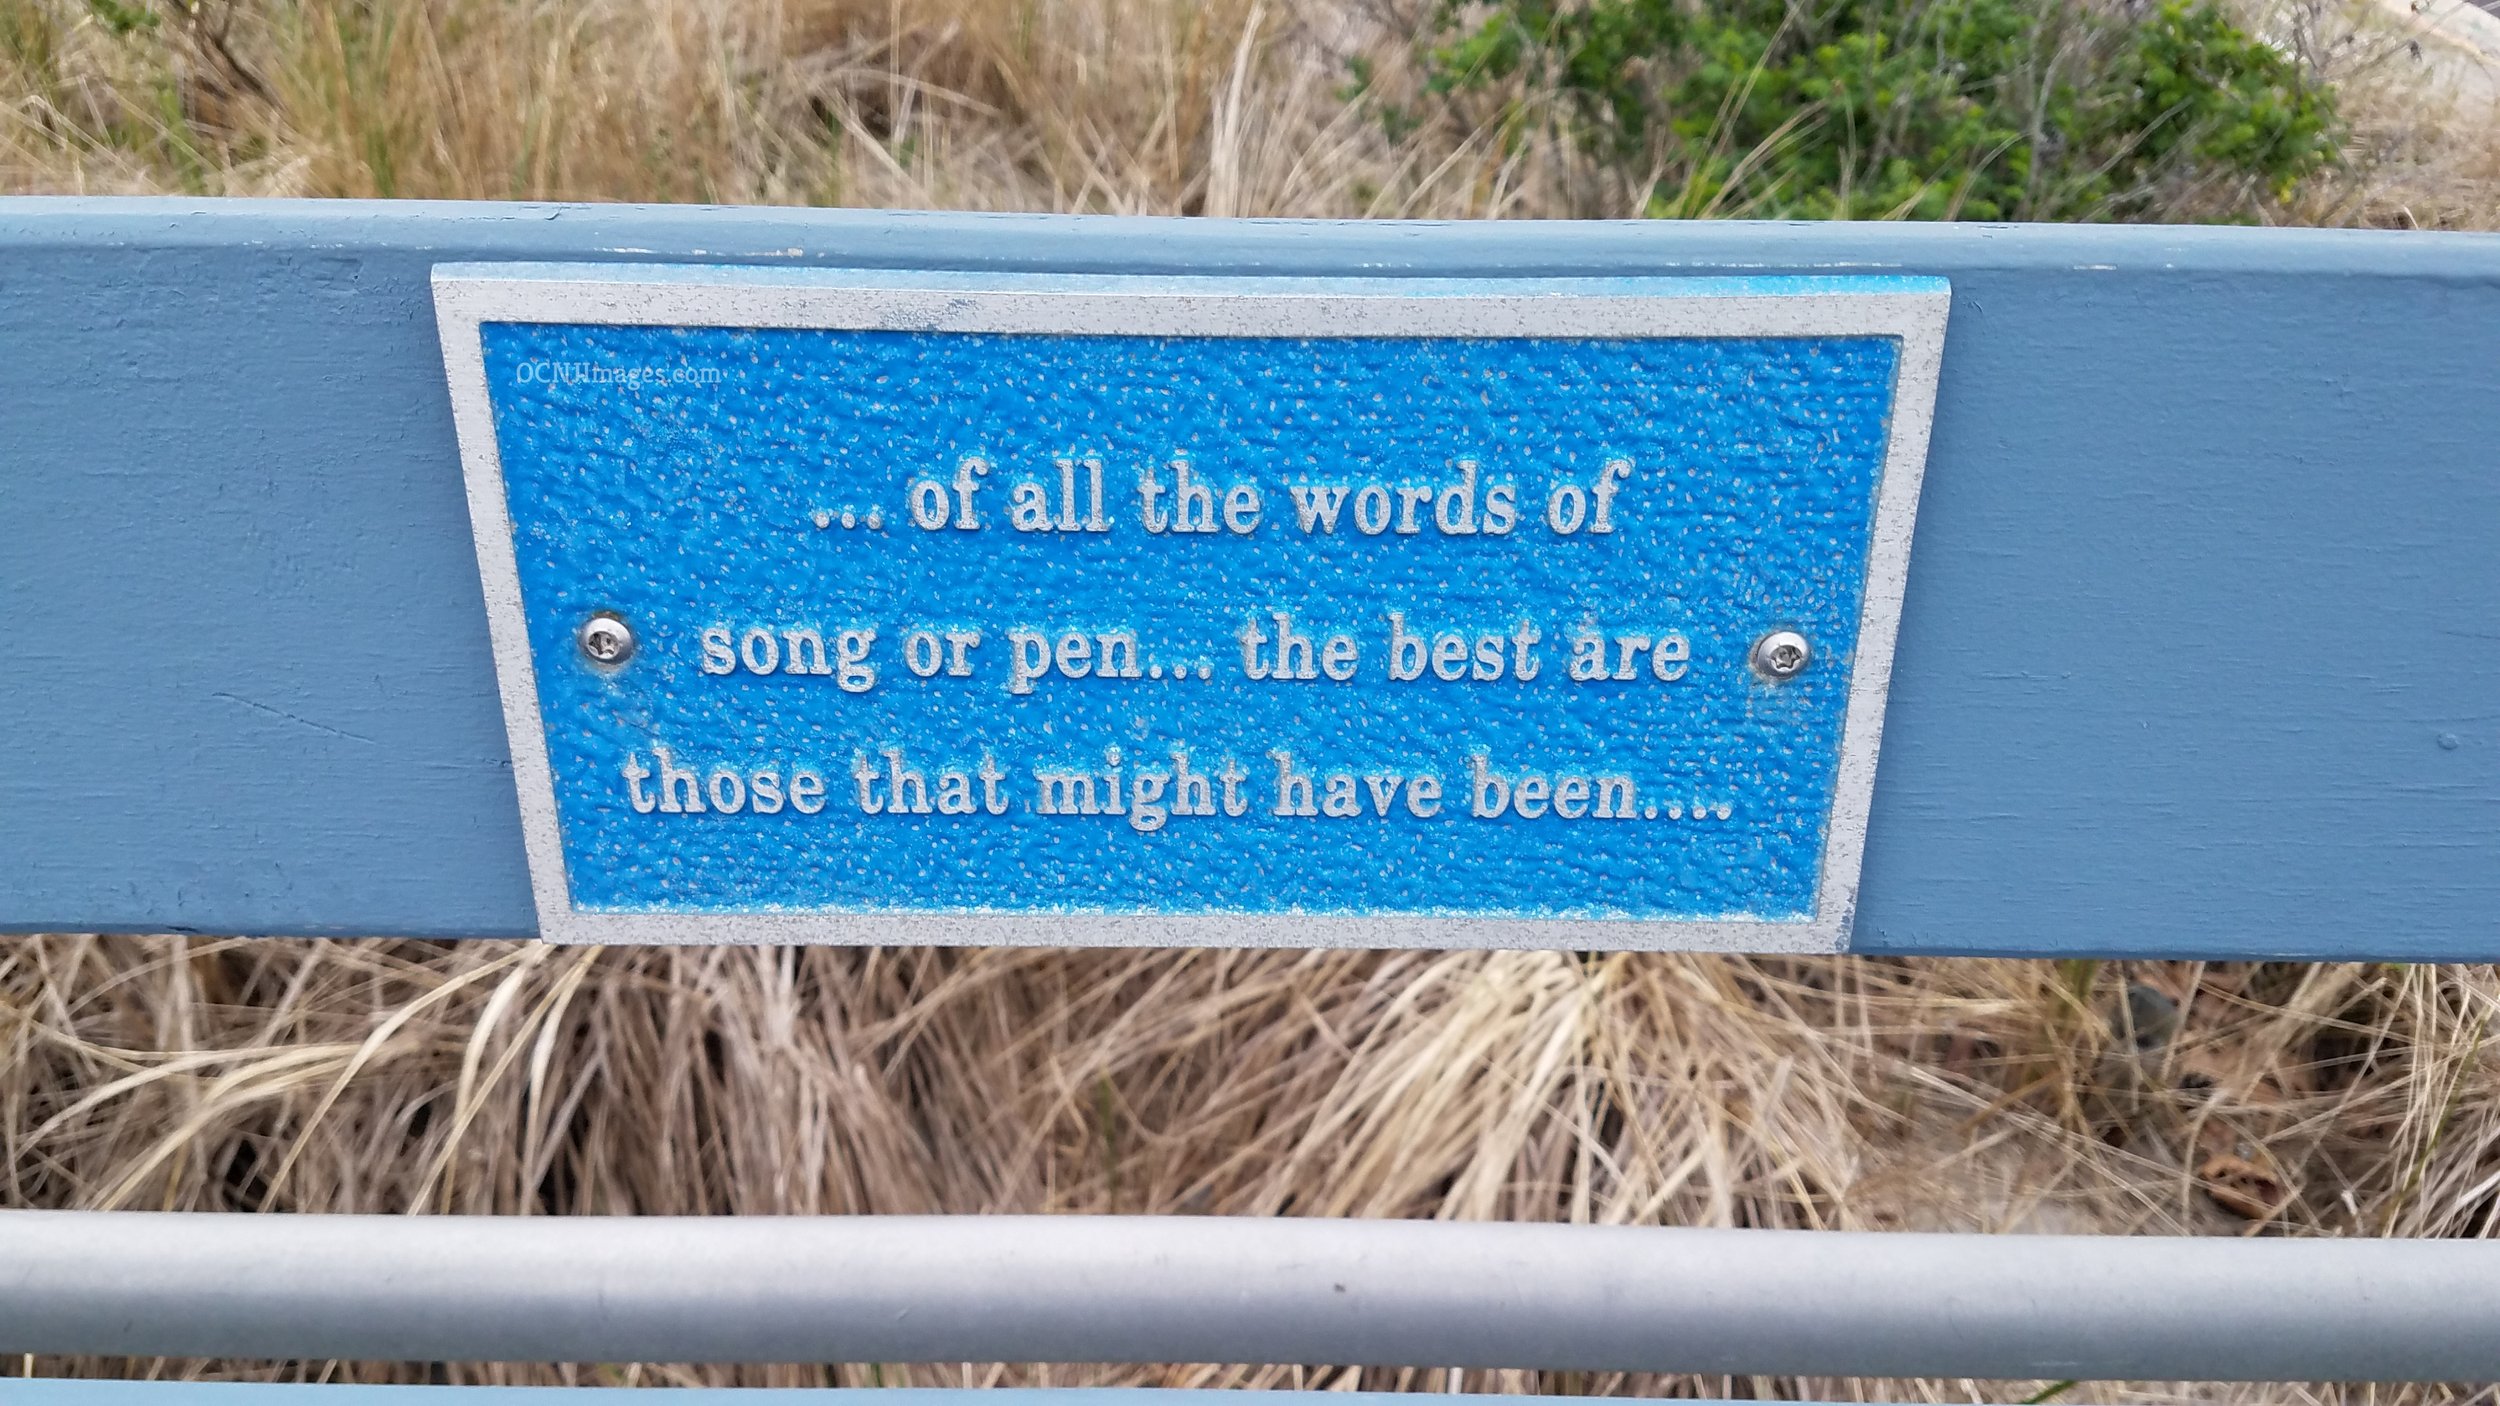 OCNJImages.com
... of all the words of
song or pen... the best are
those that might have been....